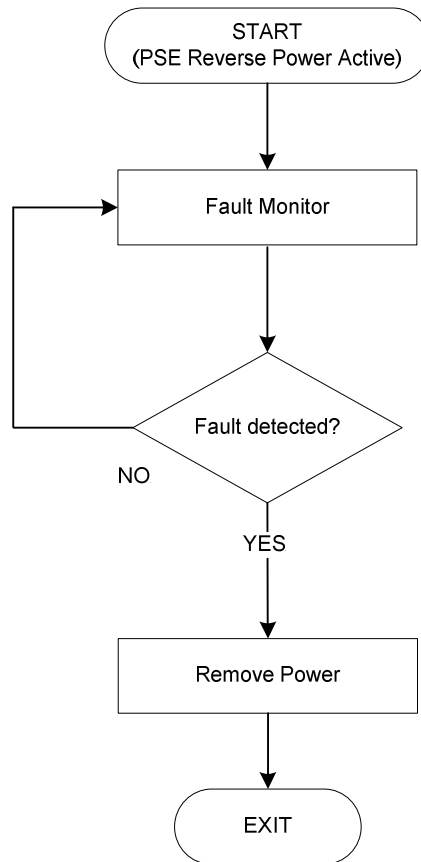 START
(PSE Reverse Power Active)
Fault Monitor
Fault detected?
NO
YES
Remove Power
EXIT